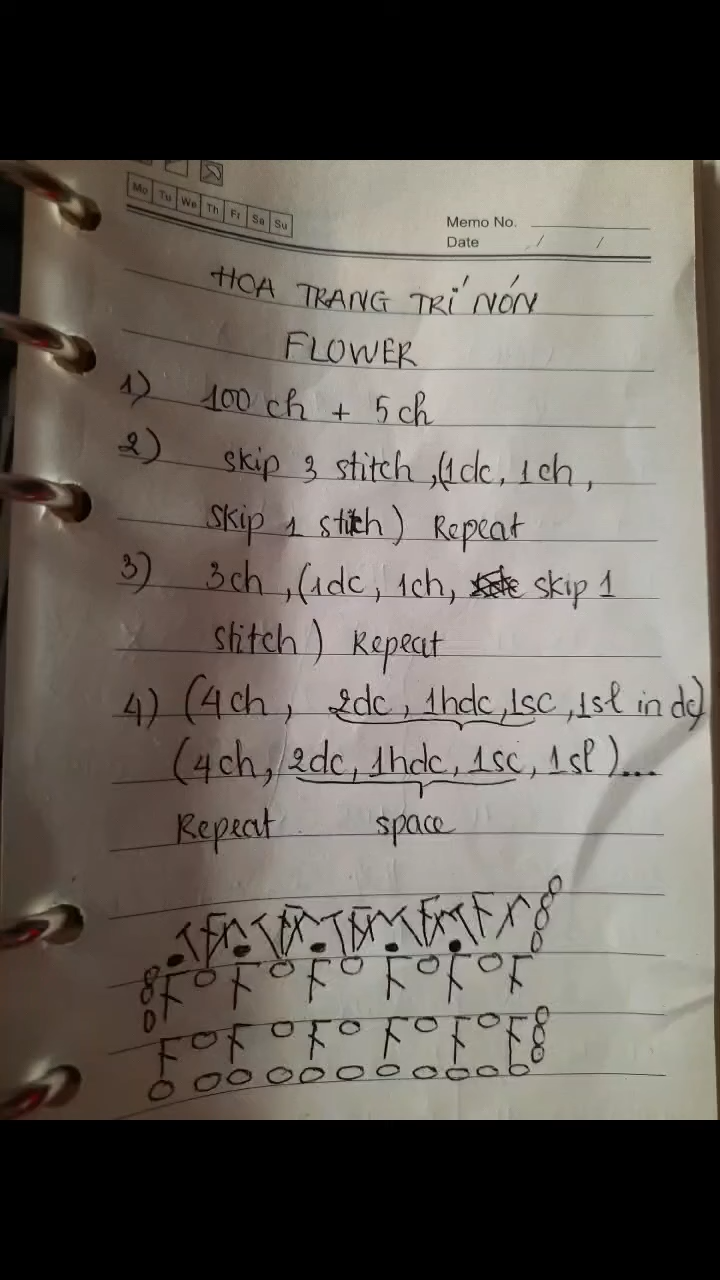 Mo Tu We Th Fr Sa Su
Memo No.
Date / /
HOA TRANG TRÍ NÓN
FLOWER
1) 100 ch + 5 ch
2) skip 3 stitch ,(1dc, 1ch,
skip 1 stitch) Repeat
3) 3ch ,(1dc, 1ch, skip 1
stitch) Repeat
4) (4ch, 2dc, 1hdc, 1sc, 1sl in dc)
(4ch, 2dc, 1hdc, 1sc, 1sl)...
Repeat space